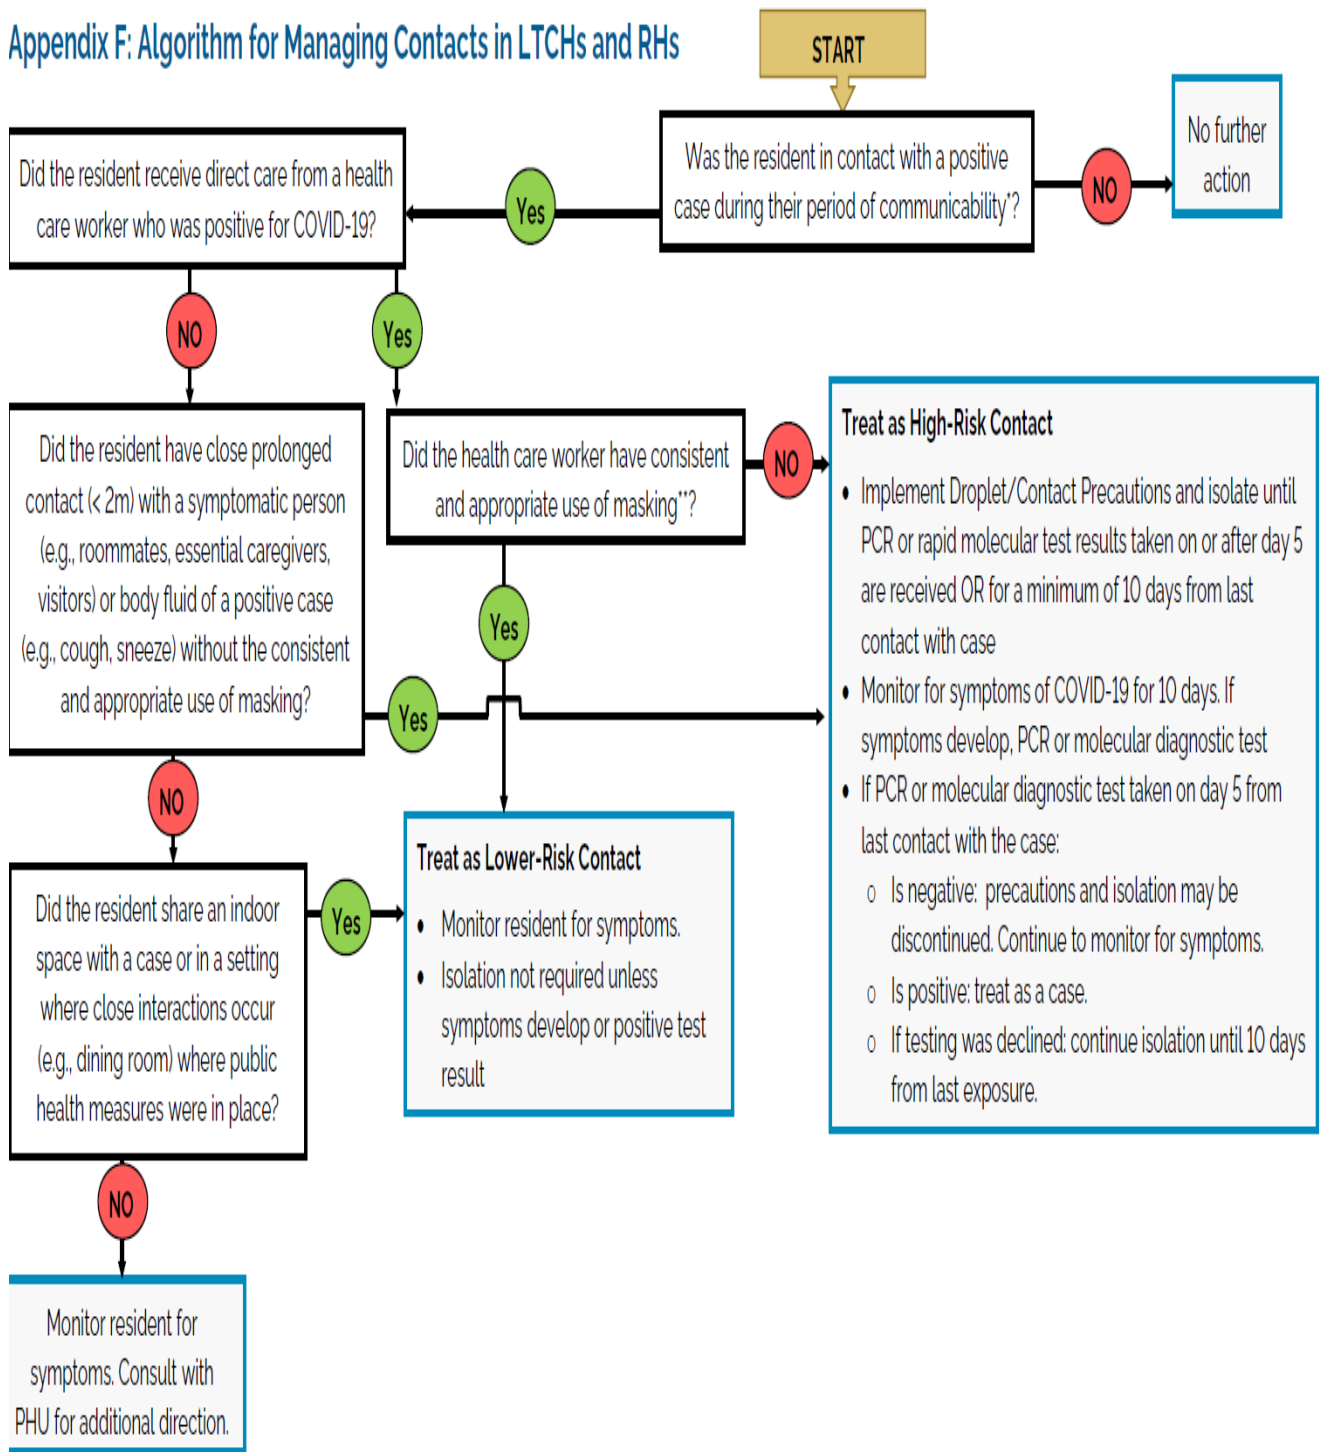 Appendix F: Algorithm for Managing Contacts in LTCHs and RHs
START
Was the resident in contact with a positive
case during their period of communicability*?
NO
No further
action
Yes
Did the resident receive direct care from a health
care worker who was positive for COVID-19?
NO
Yes
Did the resident have close prolonged
contact (< 2m) with a symptomatic person
(e.g., roommates, essential caregivers,
visitors) or body fluid of a positive case
(e.g., cough, sneeze) without the consistent
and appropriate use of masking?
Did the health care worker have consistent
and appropriate use of masking**?
NO
Yes
Yes
Treat as High-Risk Contact
• Implement Droplet/Contact Precautions and isolate until
PCR or rapid molecular test results taken on or after day 5
are received OR for a minimum of 10 days from last
contact with case
• Monitor for symptoms of COVID-19 for 10 days. If
symptoms develop, PCR or molecular diagnostic test
• If PCR or molecular diagnostic test taken on day 5 from
last contact with the case:
o Is negative: precautions and isolation may be
discontinued. Continue to monitor for symptoms.
o Is positive: treat as a case.
o If testing was declined: continue isolation until 10 days
from last exposure.
NO
Did the resident share an indoor
space with a case or in a setting
where close interactions occur
(e.g., dining room) where public
health measures were in place?
Yes
Treat as Lower-Risk Contact
• Monitor resident for symptoms.
• Isolation not required unless
symptoms develop or positive test
result
NO
Monitor resident for
symptoms. Consult with
PHU for additional direction.